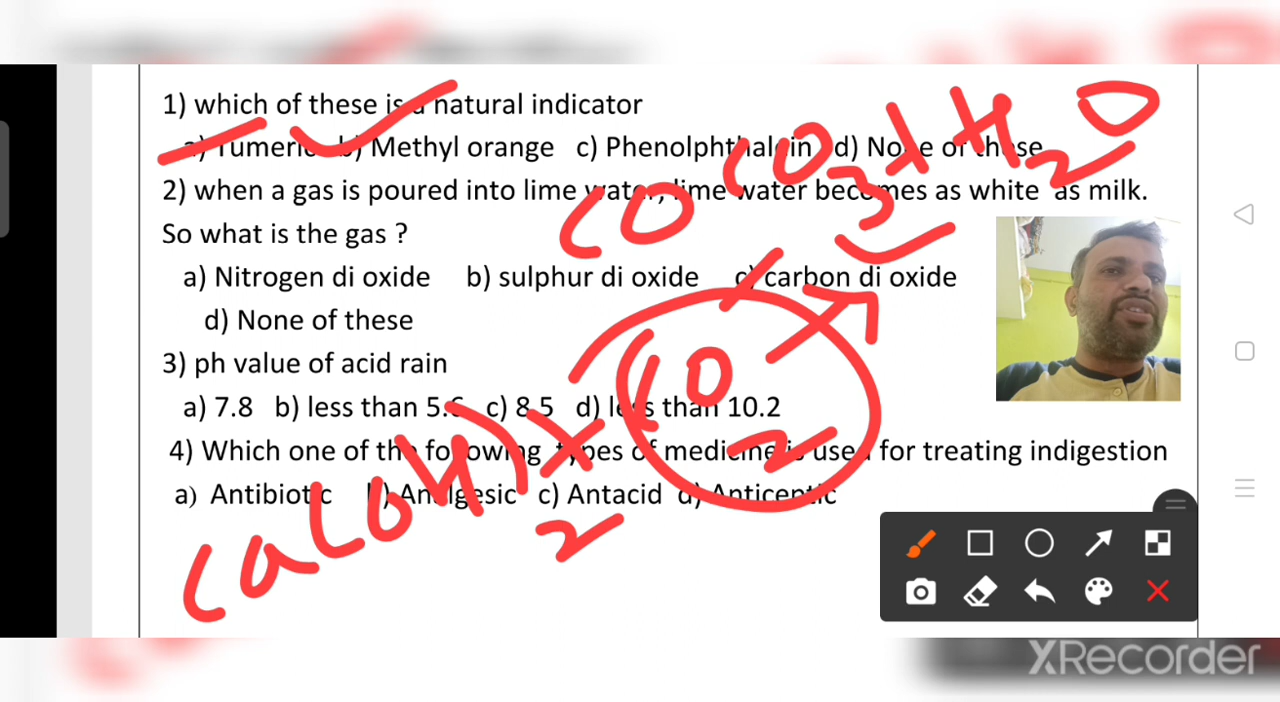 1) which of these is a natural indicator
a) Tumeric b) Methyl orange c) Phenolphthalein d) None of these
2) when a gas is poured into lime water, lime water becomes as white as milk.
So what is the gas ?
a) Nitrogen di oxide b) sulphur di oxide c) carbon di oxide
d) None of these
3) ph value of acid rain
a) 7.8 b) less than 5.6 c) 8.5 d) less than 10.2
4) Which one of the following types of medicine is used for treating indigestion
a) Antibiotic b) Analgesic c) Antacid d) Anticeptic
Ca(OH)2 + CO2 → CaCO3 + H2O
XRecorder